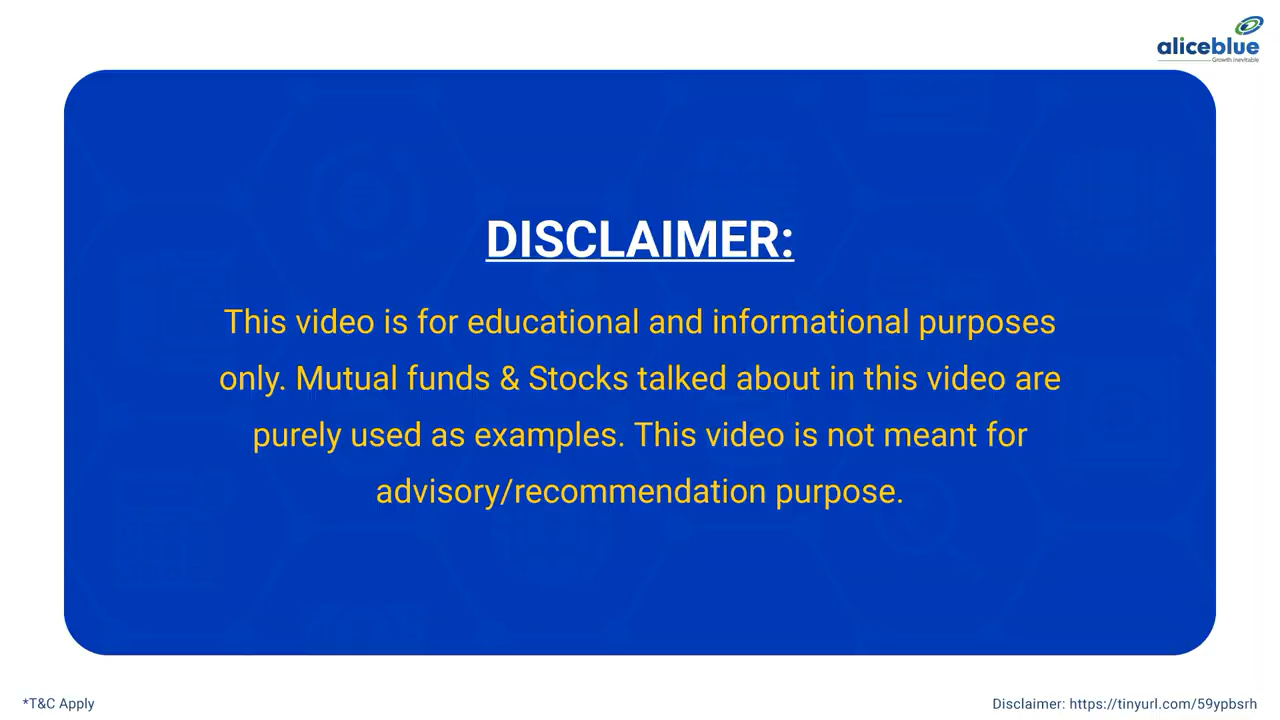 aliceblue
Growth Inevitable
DISCLAIMER:
This video is for educational and informational purposes
only. Mutual funds & Stocks talked about in this video are
purely used as examples. This video is not meant for
advisory/recommendation purpose.
*T&C Apply
Disclaimer: https://tinyurl.com/59ypbsrh